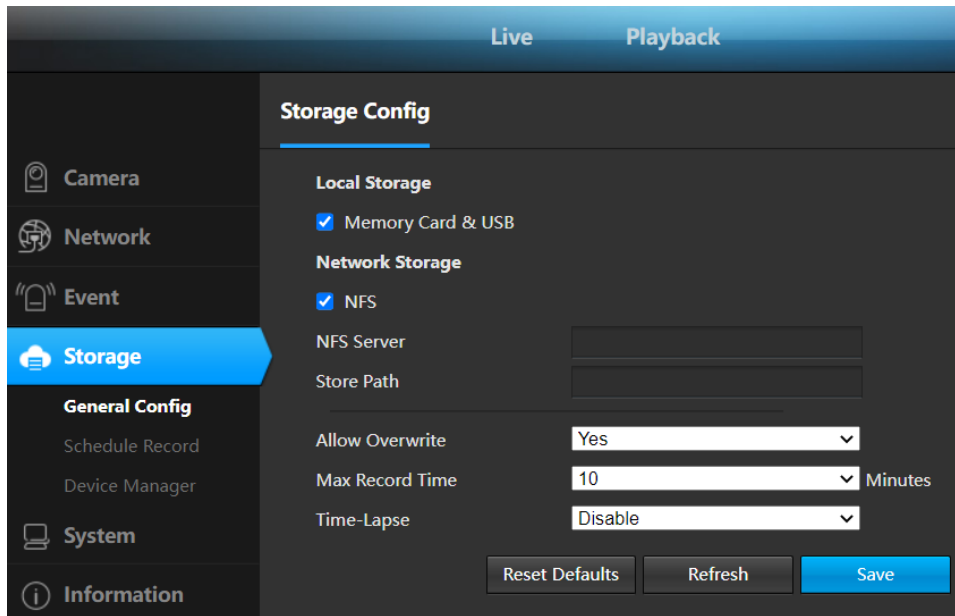 Live Playback
Storage Config
Camera
Network
Event
Storage
General Config
Schedule Record
Device Manager
System
Information
Local Storage
Memory Card & USB
Network Storage
NFS
NFS Server
Store Path
Allow Overwrite Yes
Max Record Time 10 Minutes
Time-Lapse Disable
Reset Defaults Refresh Save